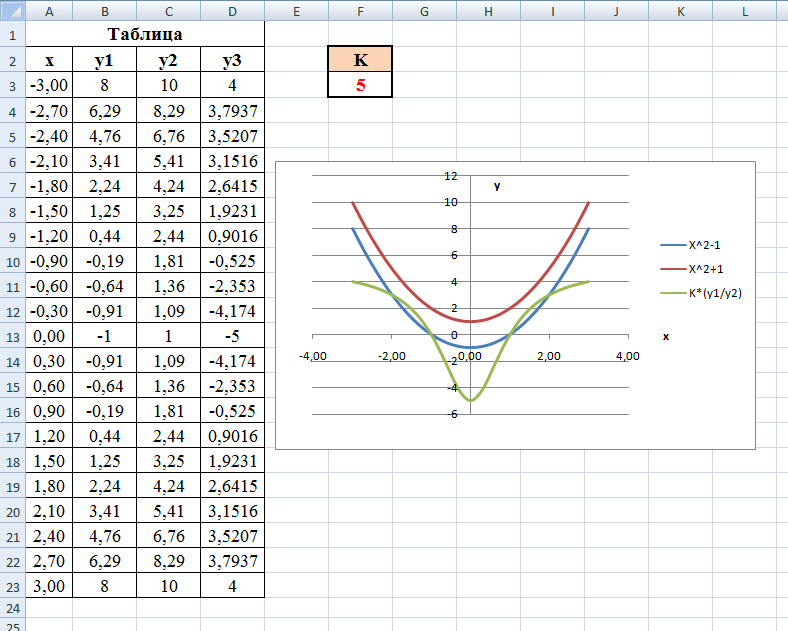 A B C D E F G H I J K L
1 Таблица
2 x y1 y2 y3 K
3 -3,00 8 10 4 5
4 -2,70 6,29 8,29 3,7937
5 -2,40 4,76 6,76 3,5207
6 -2,10 3,41 5,41 3,1516
7 -1,80 2,24 4,24 2,6415
8 -1,50 1,25 3,25 1,9231
9 -1,20 0,44 2,44 0,9016
10 -0,90 -0,19 1,81 -0,525
11 -0,60 -0,64 1,36 -2,353
12 -0,30 -0,91 1,09 -4,174
13 0,00 -1 1 -5
14 0,30 -0,91 1,09 -4,174
15 0,60 -0,64 1,36 -2,353
16 0,90 -0,19 1,81 -0,525
17 1,20 0,44 2,44 0,9016
18 1,50 1,25 3,25 1,9231
19 1,80 2,24 4,24 2,6415
20 2,10 3,41 5,41 3,1516
21 2,40 4,76 6,76 3,5207
22 2,70 6,29 8,29 3,7937
23 3,00 8 10 4
24
25
12
y
10
8
6
4
2
0
x
-4,00 -2,00 0,00 2,00 4,00
-2
-4
-6
X^2-1
X^2+1
K*(y1/y2)